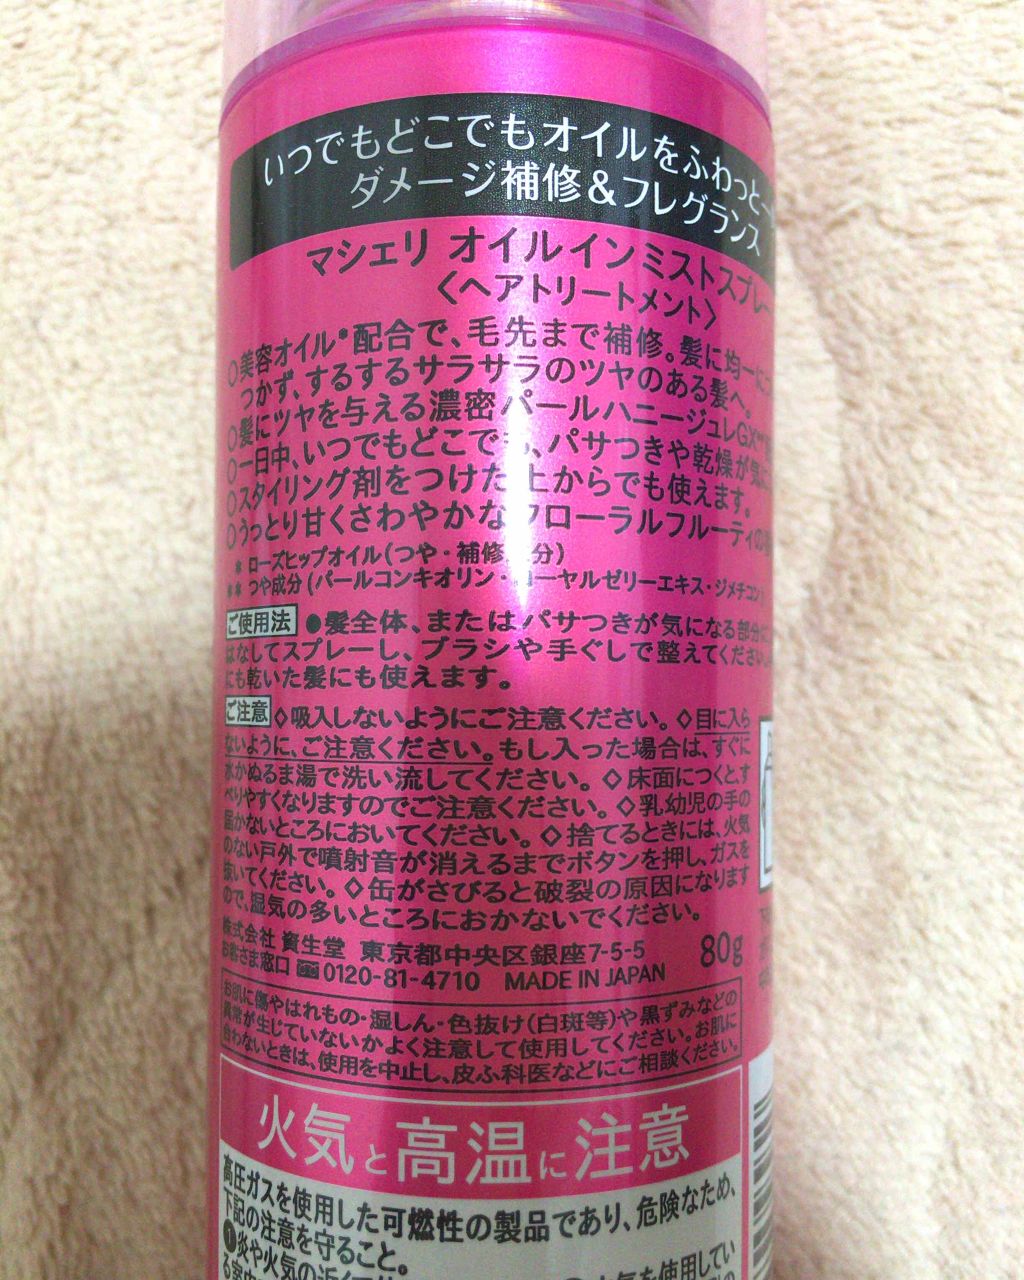 いつでもどこでもオイルをふわっと一
ダメージ補修&フレグランス
マシェリ オイルインミストスプレー
〈ヘアトリートメント〉
○美容オイル*配合で、毛先まで補修。髪に均一に
つかず、するするサラサラのツヤのある髪へ。
○髪にツヤを与える濃密パールハニージュレGX**
○一日中、いつでもどこでも、パサつきや乾燥が気に
○スタイリング剤をつけた上からでも使えます。
○うっとり甘くさわやかなフローラルフルーティの
* ローズヒップオイル(つや・補修 分)
** つや成分(パールコンキオリン・ローヤルゼリーエキス・ジメチコン
ご使用法 ●髪全体、またはパサつきが気になる部分に
はなしてスプレーし、ブラシや手ぐしで整えてください。
にも乾いた髪にも使えます。
ご注意 ◇吸入しないようにご注意ください。◇目に入ら
ないように、ご注意ください。もし入った場合は、すぐに
水かぬるま湯で洗い流してください。◇床面につくとす
べりやすくなりますのでご注意ください。◇乳幼児の手の
届かないところにおいてください。◇捨てるときには、火気
のない戸外で噴射音が消えるまでボタンを押し、ガスを
抜いてください。◇缶がさびると破裂の原因になります
ので、湿気の多いところにおかないでください。
株式会社 資生堂 東京都中央区銀座7-5-5
お客さま窓口 0120-81-4710 MADE IN JAPAN 80g
お肌に傷やはれもの・湿しん・色抜け(白斑等)や黒ずみなどの
異常が生じていないかよく注意して使用してください。お肌に
合わないときは、使用を中止し、皮ふ科医などにご相談ください。
火気と高温に注意
高圧ガスを使用した可燃性の製品であり、危険なため、
下記の注意を守ること。
❶炎や火気の近くで
火気を使用してい